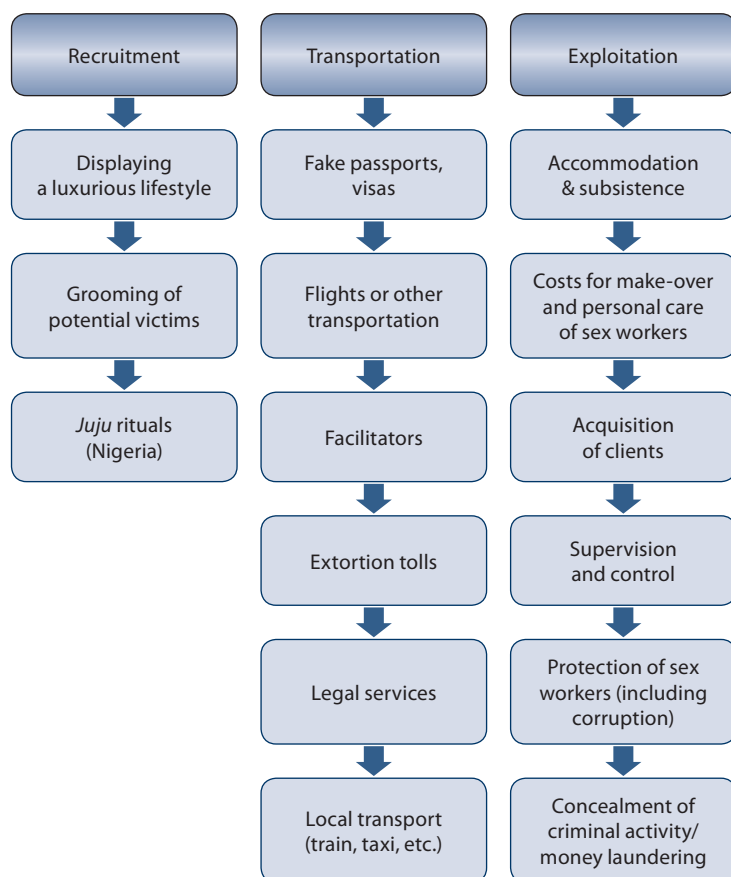 Recruitment
Displaying
a luxurious lifestyle
Grooming of
potential victims
Juju rituals
(Nigeria)
Transportation
Fake passports,
visas
Flights or other
transportation
Facilitators
Extortion tolls
Legal services
Local transport
(train, taxi, etc.)
Exploitation
Accommodation
& subsistence
Costs for make-over
and personal care
of sex workers
Acquisition
of clients
Supervision
and control
Protection of sex
workers (including
corruption)
Concealment of
criminal activity/
money laundering